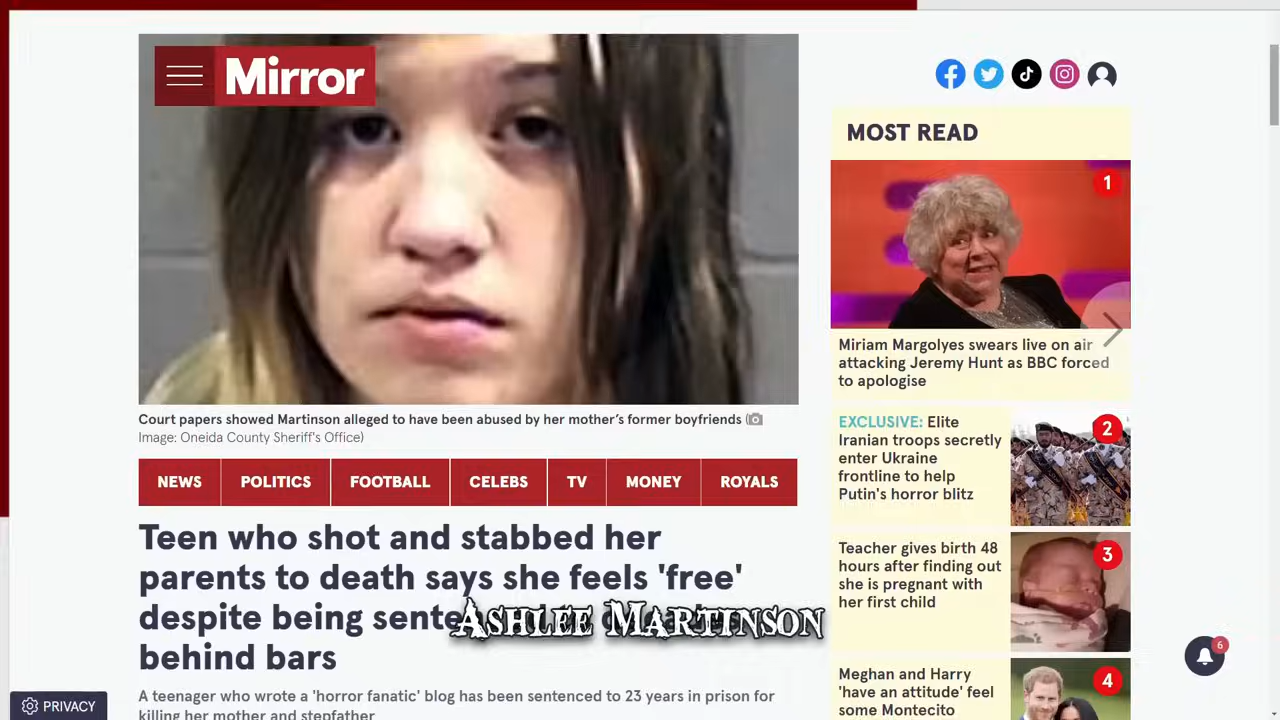 Mirror
Court papers showed Martinson alleged to have been abused by her mother's former boyfriends (
Image: Oneida County Sheriff's Office)
NEWS
POLITICS
FOOTBALL
CELEBS
TV
MONEY
ROYALS
Teen who shot and stabbed her
parents to death says she feels 'free'
despite being
behind bars
ASHLEE MARTINSON
A teenager who wrote a 'horror fanatic' blog has been sentenced to 23 years in prison for
killing her mother and stepfather
MOST READ
1
Miriam Margolyes swears live on air
attacking Jeremy Hunt as BBC forced
to apologise
EXCLUSIVE: Elite
Iranian troops secretly
enter Ukraine
frontline to help
Putin's horror blitz
2
Teacher gives birth 48
hours after finding out
she is pregnant with
her first child
3
Meghan and Harry
'have an attitude' feel
some Montecito
4
6
PRIVACY